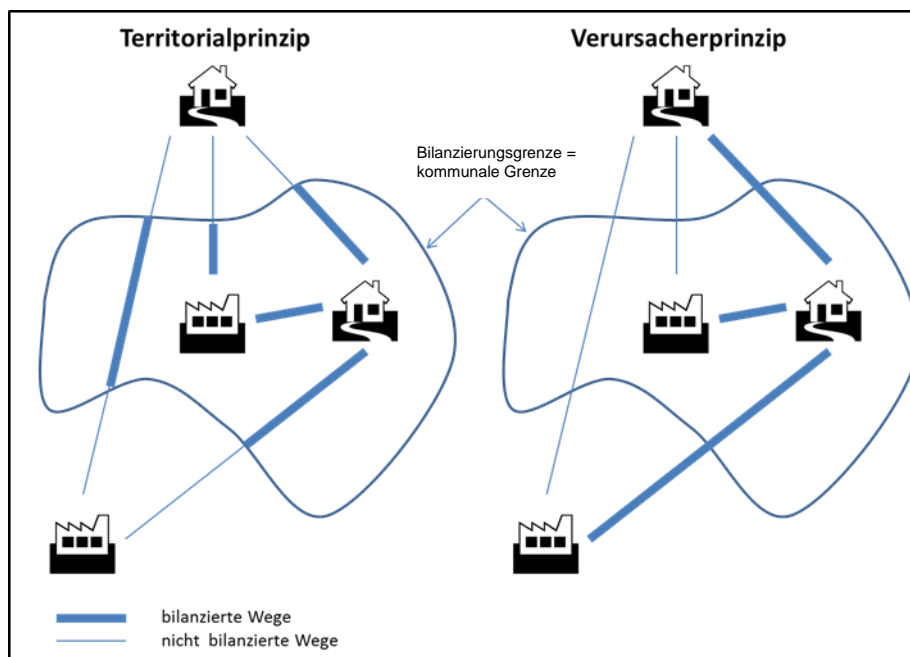 Territorialprinzip
Verursacherprinzip
Bilanzierungsgrenze =
kommunale Grenze
bilanzierte Wege
nicht bilanzierte Wege